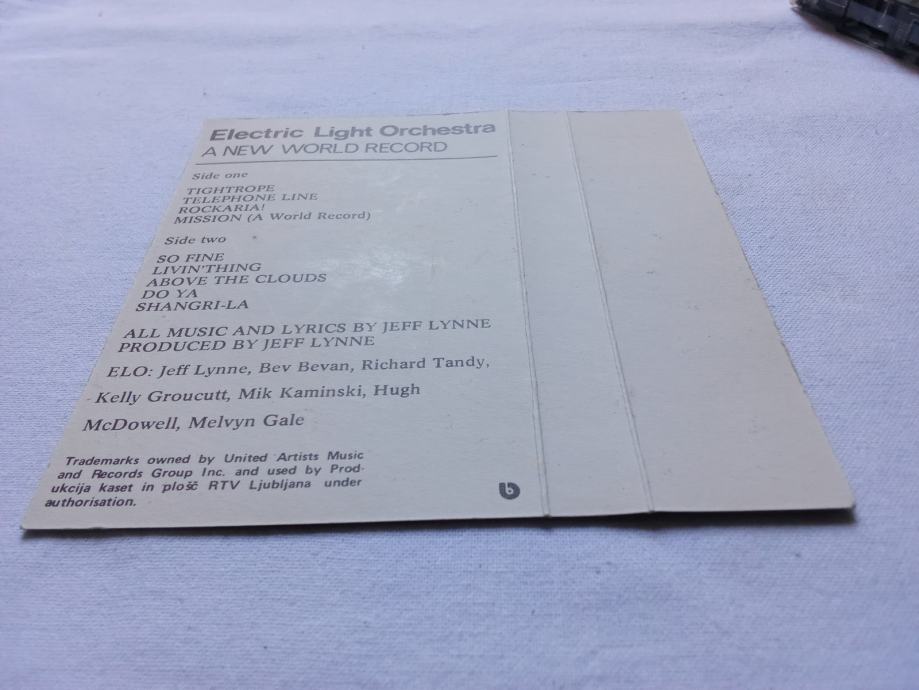 Electric Light Orchestra
A NEW WORLD RECORD
Side one
TIGHTROPE
TELEPHONE LINE
ROCKARIA!
MISSION (A World Record)
Side two
SO FINE
LIVIN'THING
ABOVE THE CLOUDS
DO YA
SHANGRI-LA
ALL MUSIC AND LYRICS BY JEFF LYNNE
PRODUCED BY JEFF LYNNE
ELO: Jeff Lynne, Bev Bevan, Richard Tandy,
Kelly Groucutt, Mik Kaminski, Hugh
McDowell, Melvyn Gale
Trademarks owned by United Artists Music
and Records Group Inc. and used by Prod-
ukcija kaset in plošč RTV Ljubljana under
authorisation.